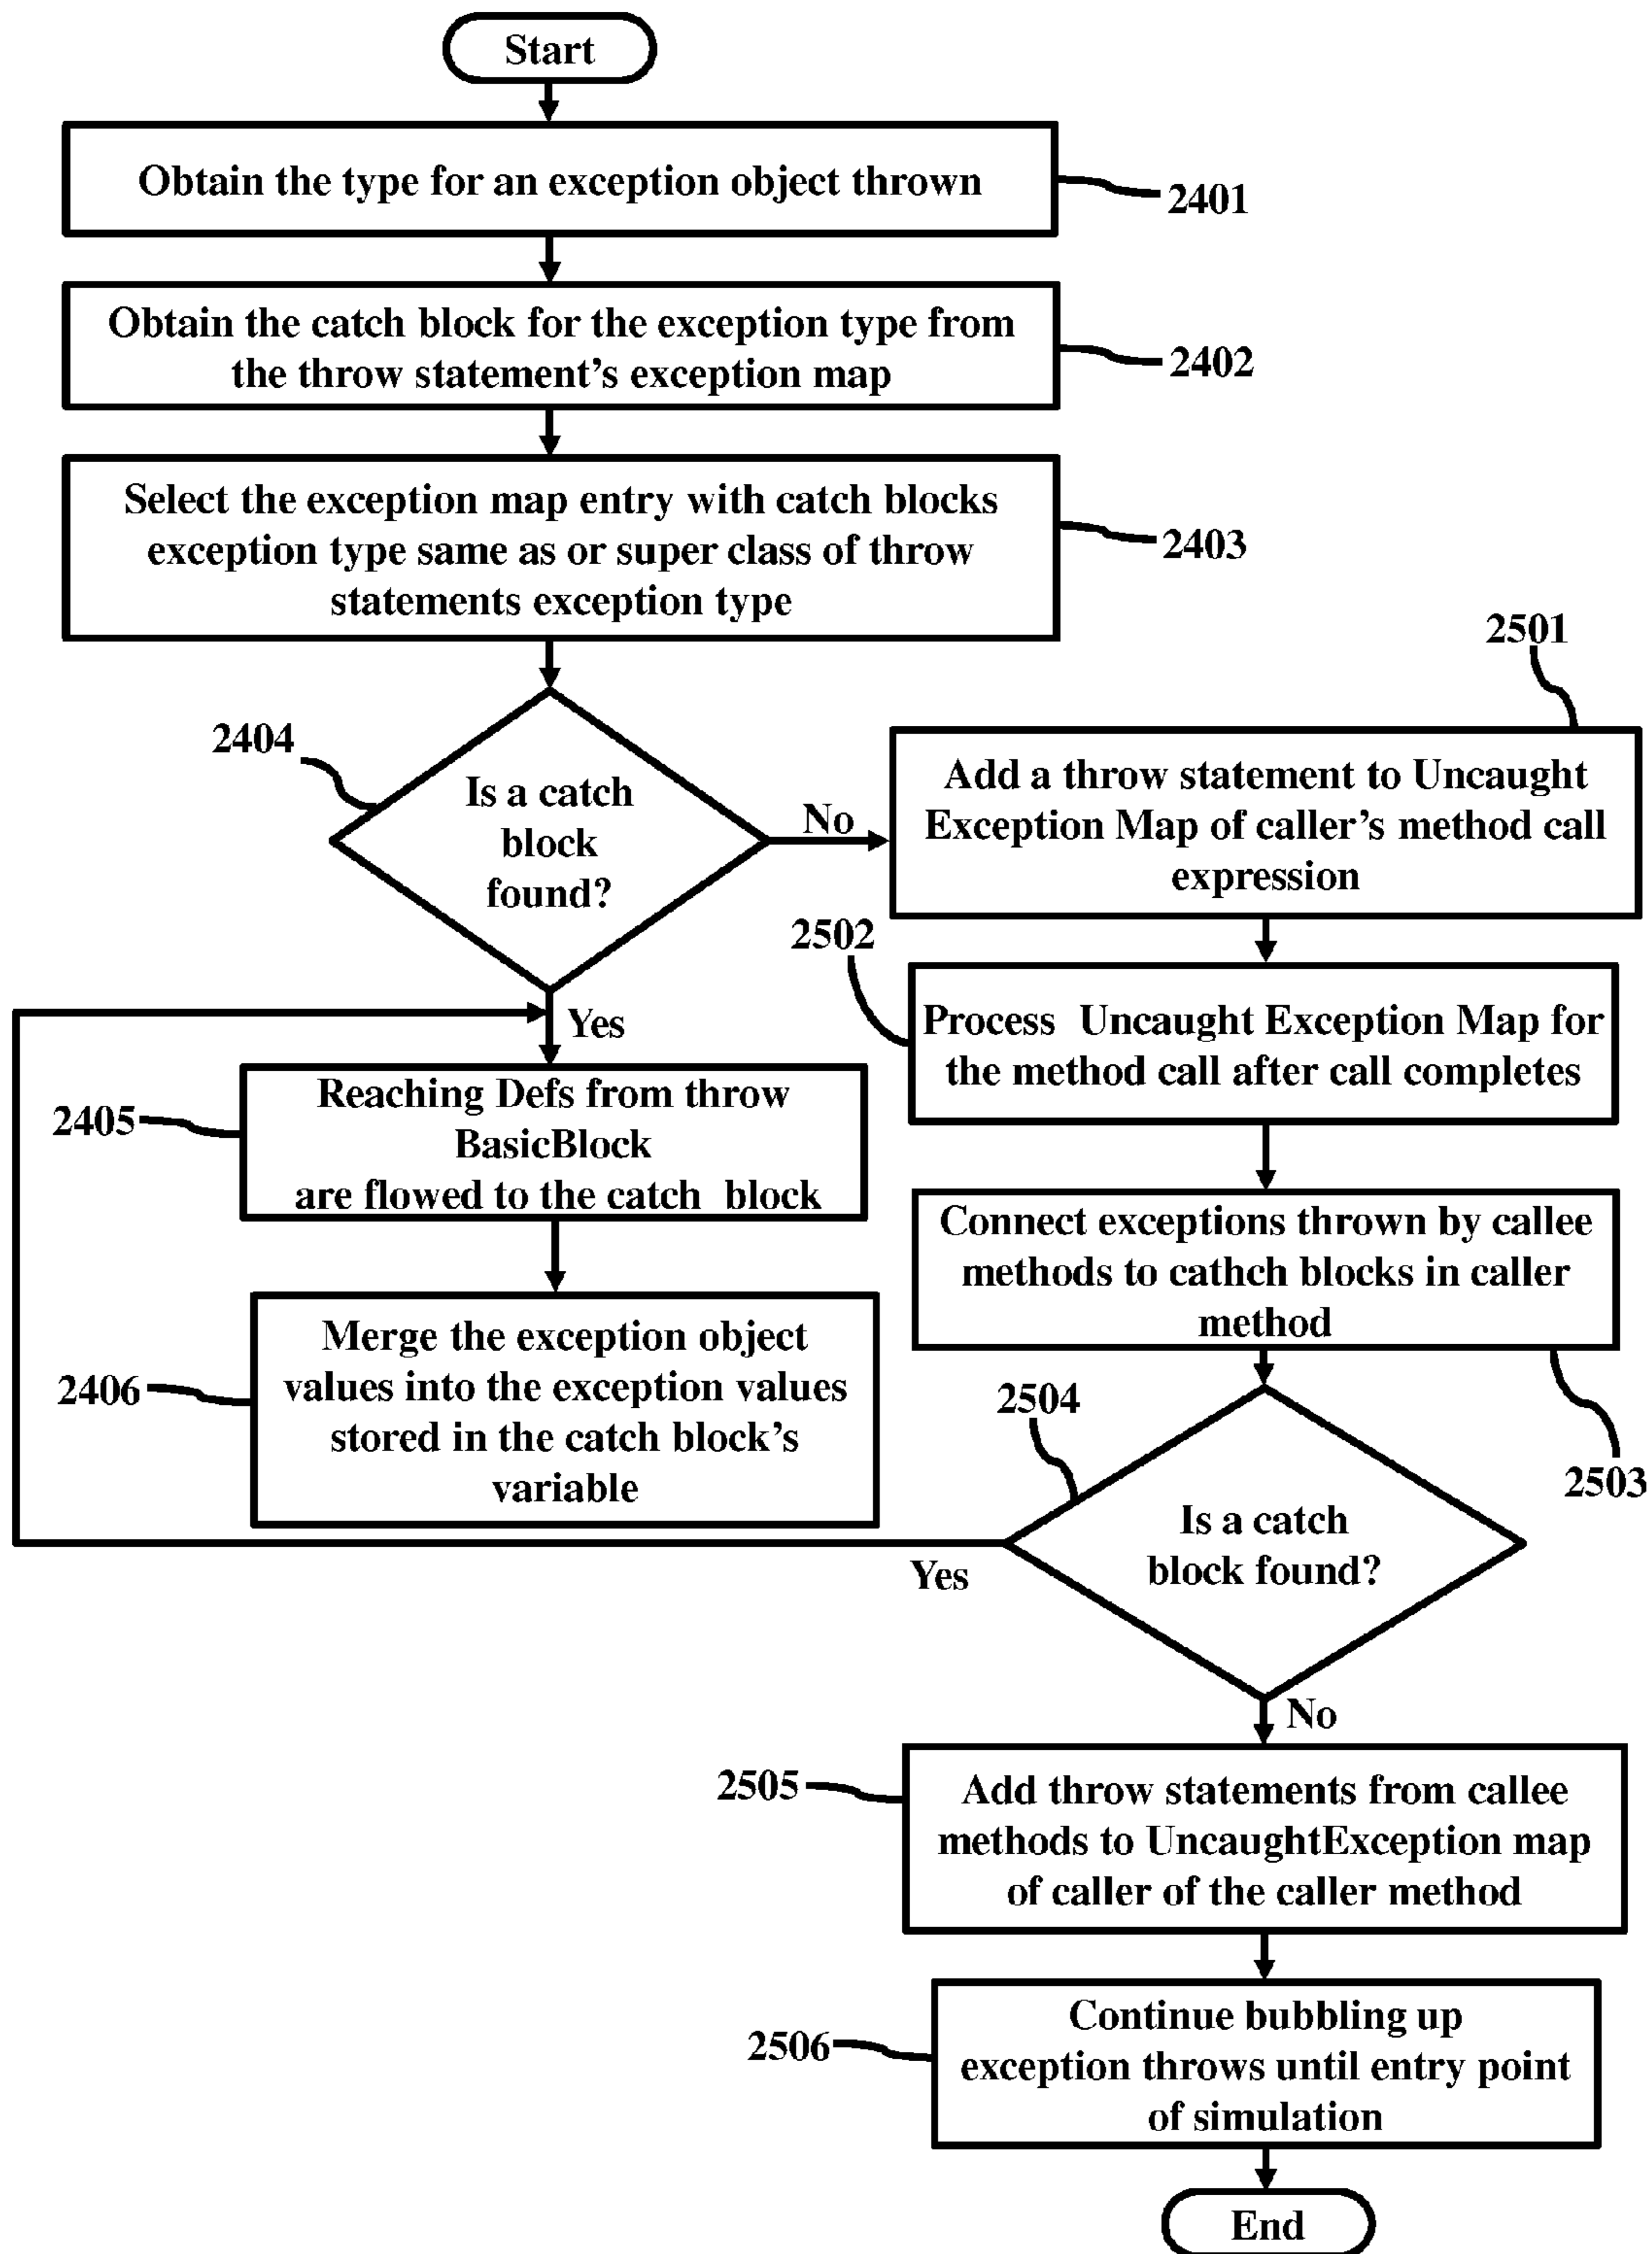 Start
Obtain the type for an exception object thrown
2401
Obtain the catch block for the exception type from
the throw statement's exception map
2402
Select the exception map entry with catch blocks
exception type same as or super class of throw
statements exception type
2403
2404
Is a catch
block
found?
No
2501
Add a throw statement to Uncaught
Exception Map of caller's method call
expression
2502
Process Uncaught Exception Map for
the method call after call completes
Yes
2405
Reaching Defs from throw
BasicBlock
are flowed to the catch block
Connect exceptions thrown by callee
methods to cathch blocks in caller
method
2503
2406
Merge the exception object
values into the exception values
stored in the catch block's
variable
2504
Is a catch
block found?
Yes
No
2505
Add throw statements from callee
methods to UncaughtException map
of caller of the caller method
2506
Continue bubbling up
exception throws until entry point
of simulation
End